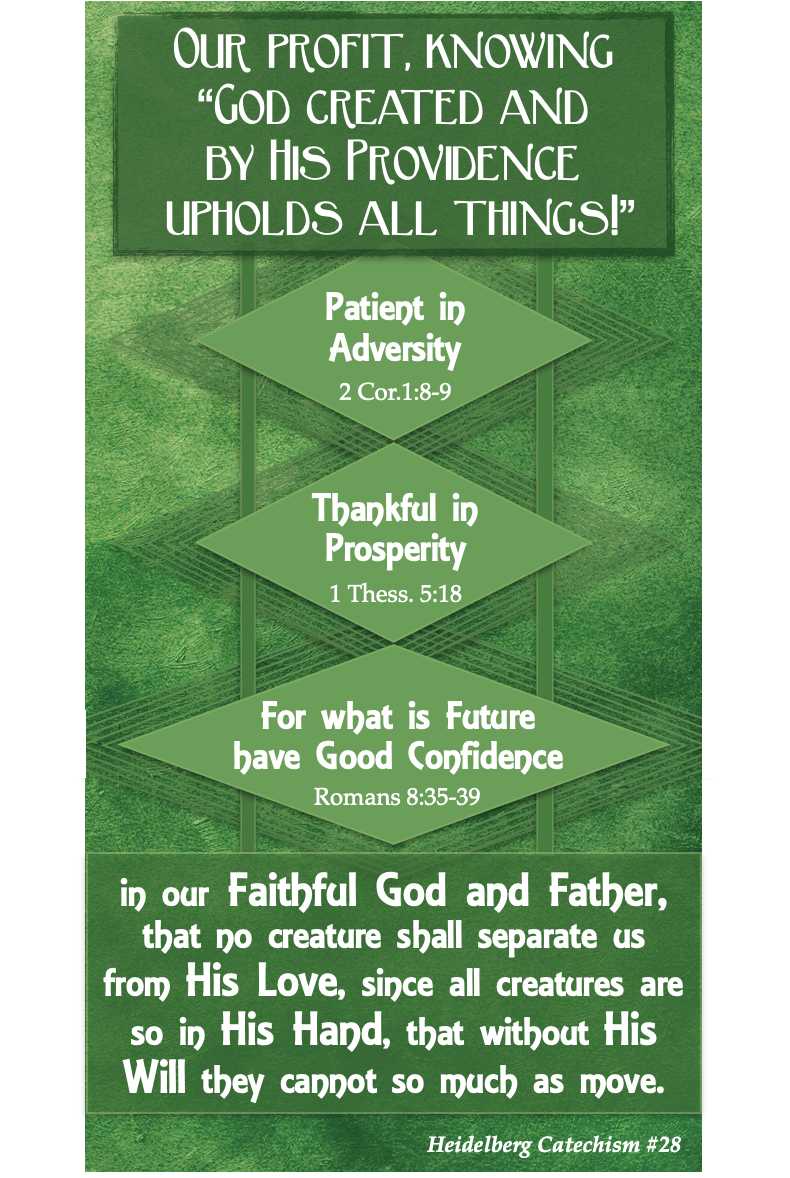 OUR PROFIT, KNOWING
“GOD CREATED AND
BY HIS PROVIDENCE
UPHOLDS ALL THINGS!”
Patient in
Adversity
2 Cor.1:8-9
Thankful in
Prosperity
1 Thess. 5:18
For what is Future
have Good Confidence
Romans 8:35-39
in our Faithful God and Father,
that no creature shall separate us
from His Love, since all creatures are
so in His Hand, that without His
Will they cannot so much as move.
Heidelberg Catechism #28